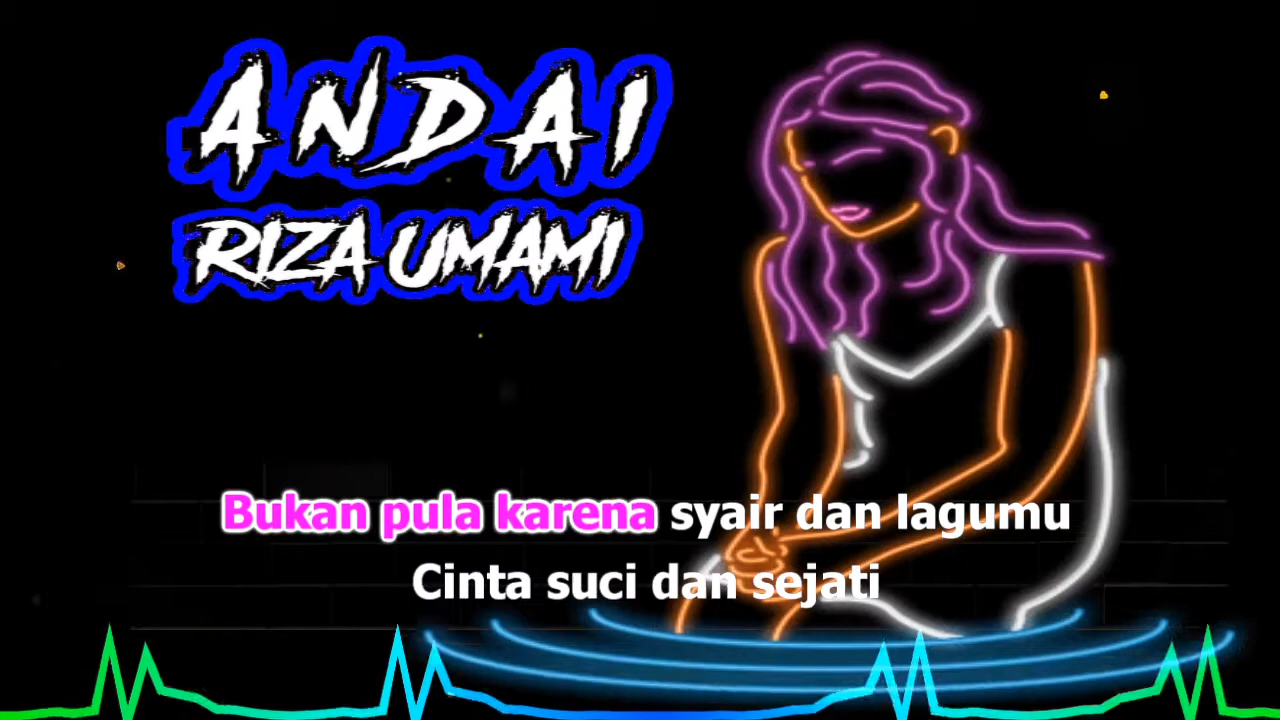 ANDAI
RIZA UMAMI
Bukan pula karena syair dan lagumu
Cinta suci dan sejati